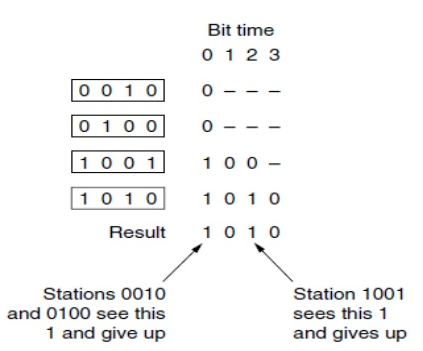 Bit time
0 1 2 3
0 0 1 0 0 – – –
0 1 0 0 0 – – –
1 0 0 1 1 0 0 –
1 0 1 0 1 0 1 0
Result 1 0 1 0
Stations 0010
and 0100 see this
1 and give up
Station 1001
sees this 1
and gives up